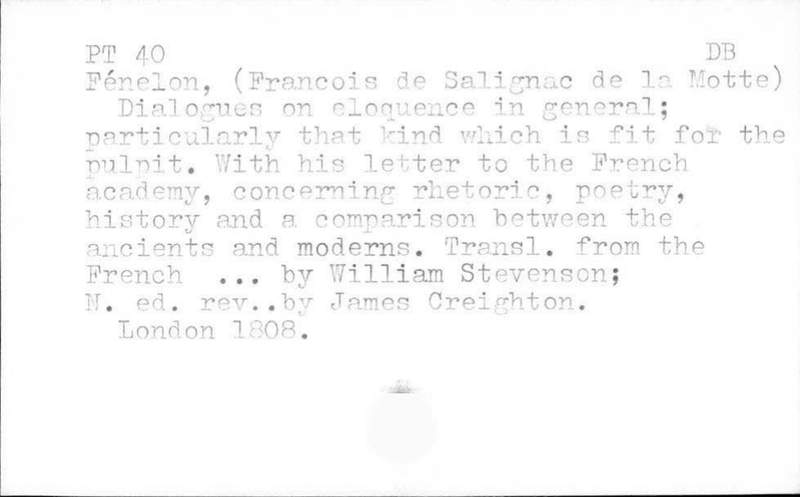 PT 40 DB
Fénelon, (Francois de Salignac de la Motte)
Dialogues on eloquence in general;
particularly that kind which is fit for the
pulpit. With his letter to the French
academy, concerning rhetoric, poetry,
history and a comparison between the
ancients and moderns. Transl. from the
French ... by William Stevenson;
N. ed. rev..by James Creighton.
London 1808.